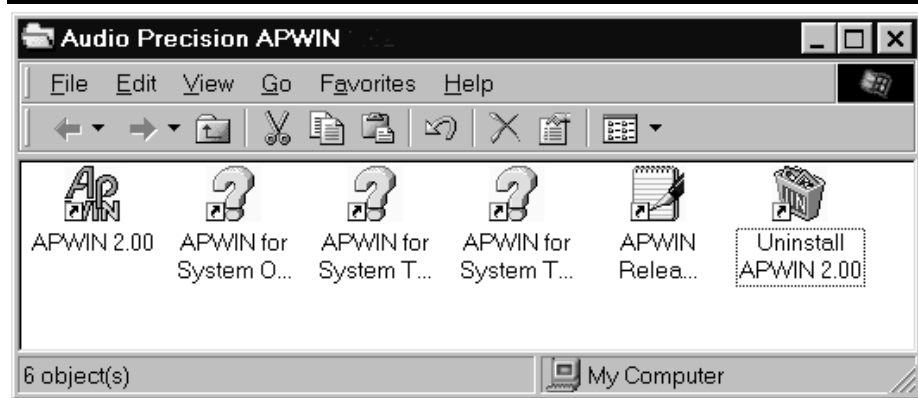 Audio Precision APWIN
File Edit View Go Favorites Help
APWIN 2.00
APWIN for
System O...
APWIN for
System T...
APWIN for
System T...
APWIN
Relea...
Uninstall
APWIN 2.00
6 object(s)
My Computer